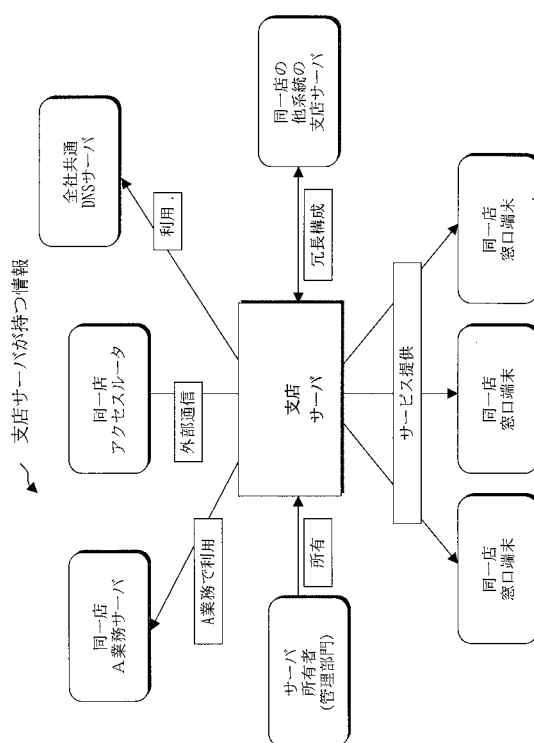 支店サーバが持つ情報
同一店
A業務サーバ
同一店
アクセスルータ
全社共通
DNSサーバ
A業務で利用
外部通信
利用.
サーバ
所有者
(管理部門)
所有
支店
サーバ
冗長構成
同一店の
他系統の
支店サーバ
サービス提供
同一店
窓口端末
同一店
窓口端末
同一店
窓口端末